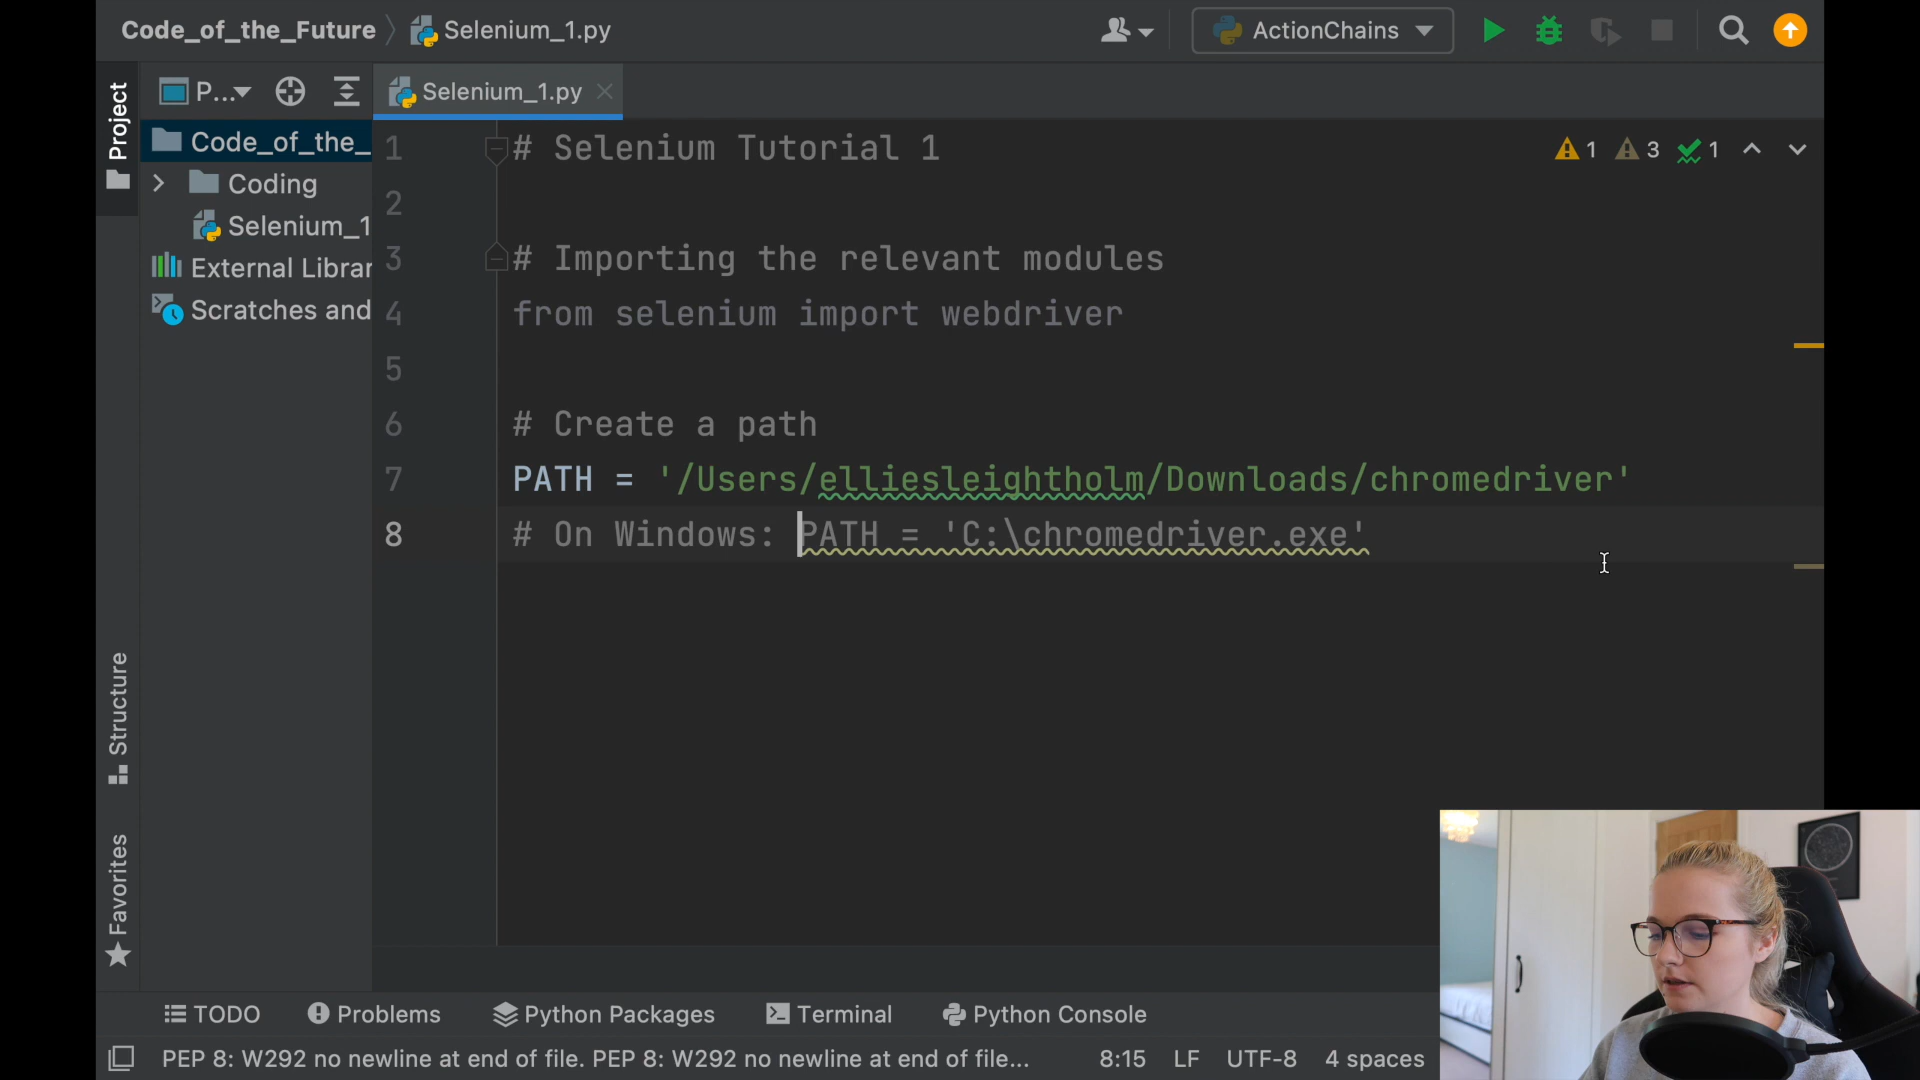 Code_of_the_Future
Selenium_1.py
ActionChains
Project
P...
Selenium_1.py
Code_of_the_
Coding
Selenium_1
External Librar
Scratches and
1 # Selenium Tutorial 1
1 3 1
2
3 # Importing the relevant modules
4 from selenium import webdriver
5
6 # Create a path
7 PATH = '/Users/elliesleightholm/Downloads/chromedriver'
8 # On Windows: PATH = 'C:\chromedriver.exe'
Structure
Favorites
TODO Problems Python Packages Terminal Python Console
PEP 8: W292 no newline at end of file. PEP 8: W292 no newline at end of file... 8:15 LF UTF-8 4 spaces